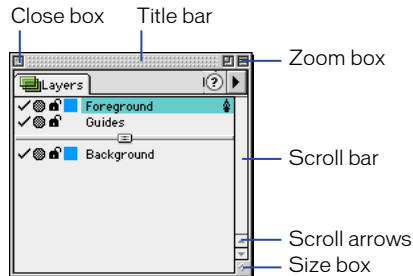 Close box
Title bar
Zoom box
Layers
?
Foreground
Guides
Background
Scroll bar
Scroll arrows
Size box